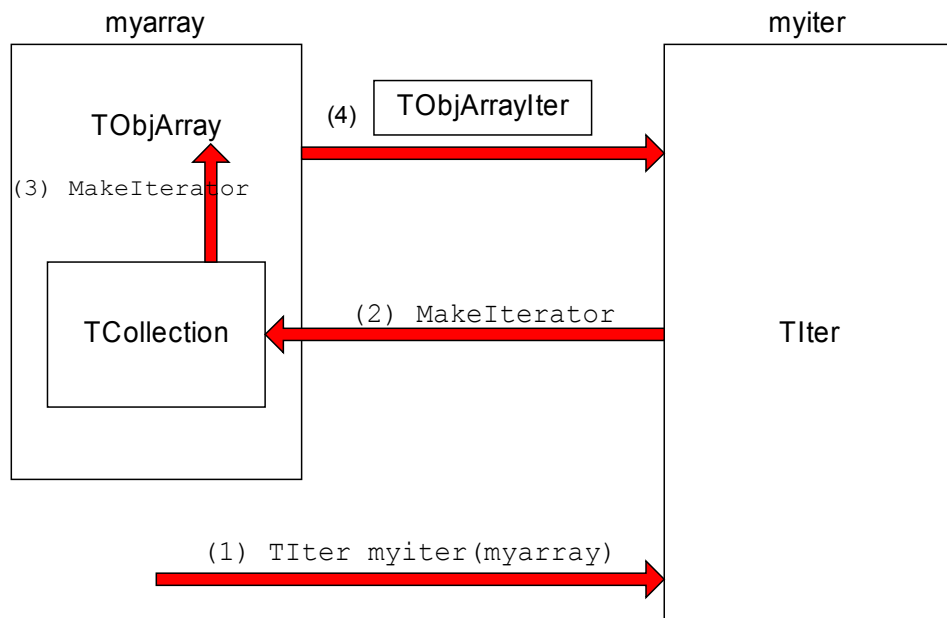 myarray
myiter
TObjArrayIter
(4)
TObjArray
(3) MakeIterator
(2) MakeIterator
TCollection
TIter
(1) TIter myiter(myarray)